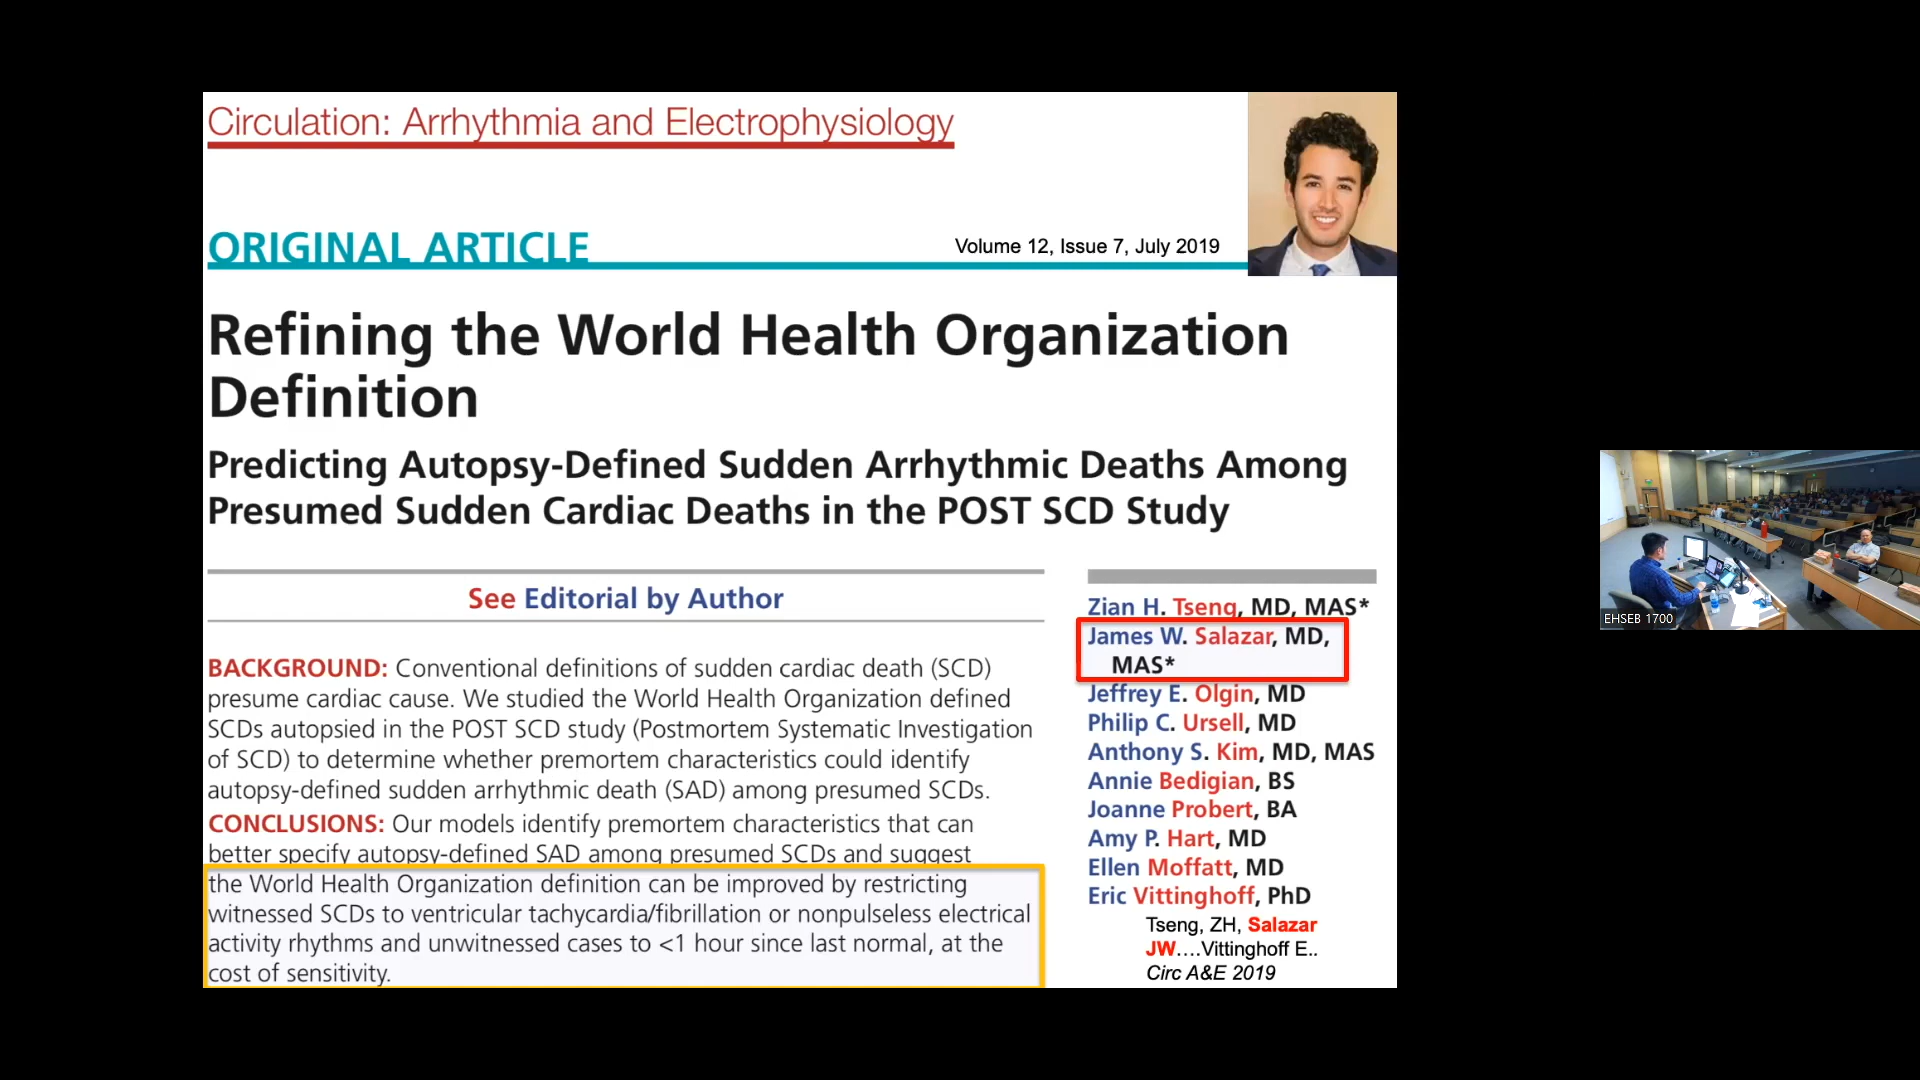 Circulation: Arrhythmia and Electrophysiology
ORIGINAL ARTICLE
Volume 12, Issue 7, July 2019
Refining the World Health Organization
Definition
Predicting Autopsy-Defined Sudden Arrhythmic Deaths Among
Presumed Sudden Cardiac Deaths in the POST SCD Study
See Editorial by Author
BACKGROUND: Conventional definitions of sudden cardiac death (SCD)
presume cardiac cause. We studied the World Health Organization defined
SCDs autopsied in the POST SCD study (Postmortem Systematic Investigation
of SCD) to determine whether premortem characteristics could identify
autopsy-defined sudden arrhythmic death (SAD) among presumed SCDs.
CONCLUSIONS: Our models identify premortem characteristics that can
better specify autopsy-defined SAD among presumed SCDs and suggest
the World Health Organization definition can be improved by restricting
witnessed SCDs to ventricular tachycardia/fibrillation or nonpulseless electrical
activity rhythms and unwitnessed cases to <1 hour since last normal, at the
cost of sensitivity.
Zian H. Tseng, MD, MAS*
James W. Salazar, MD,
MAS*
Jeffrey E. Olgin, MD
Philip C. Ursell, MD
Anthony S. Kim, MD, MAS
Annie Bedigian, BS
Joanne Probert, BA
Amy P. Hart, MD
Ellen Moffatt, MD
Eric Vittinghoff, PhD
Tseng, ZH, Salazar
JW....Vittinghoff E..
Circ A&E 2019
EHSEB 1700